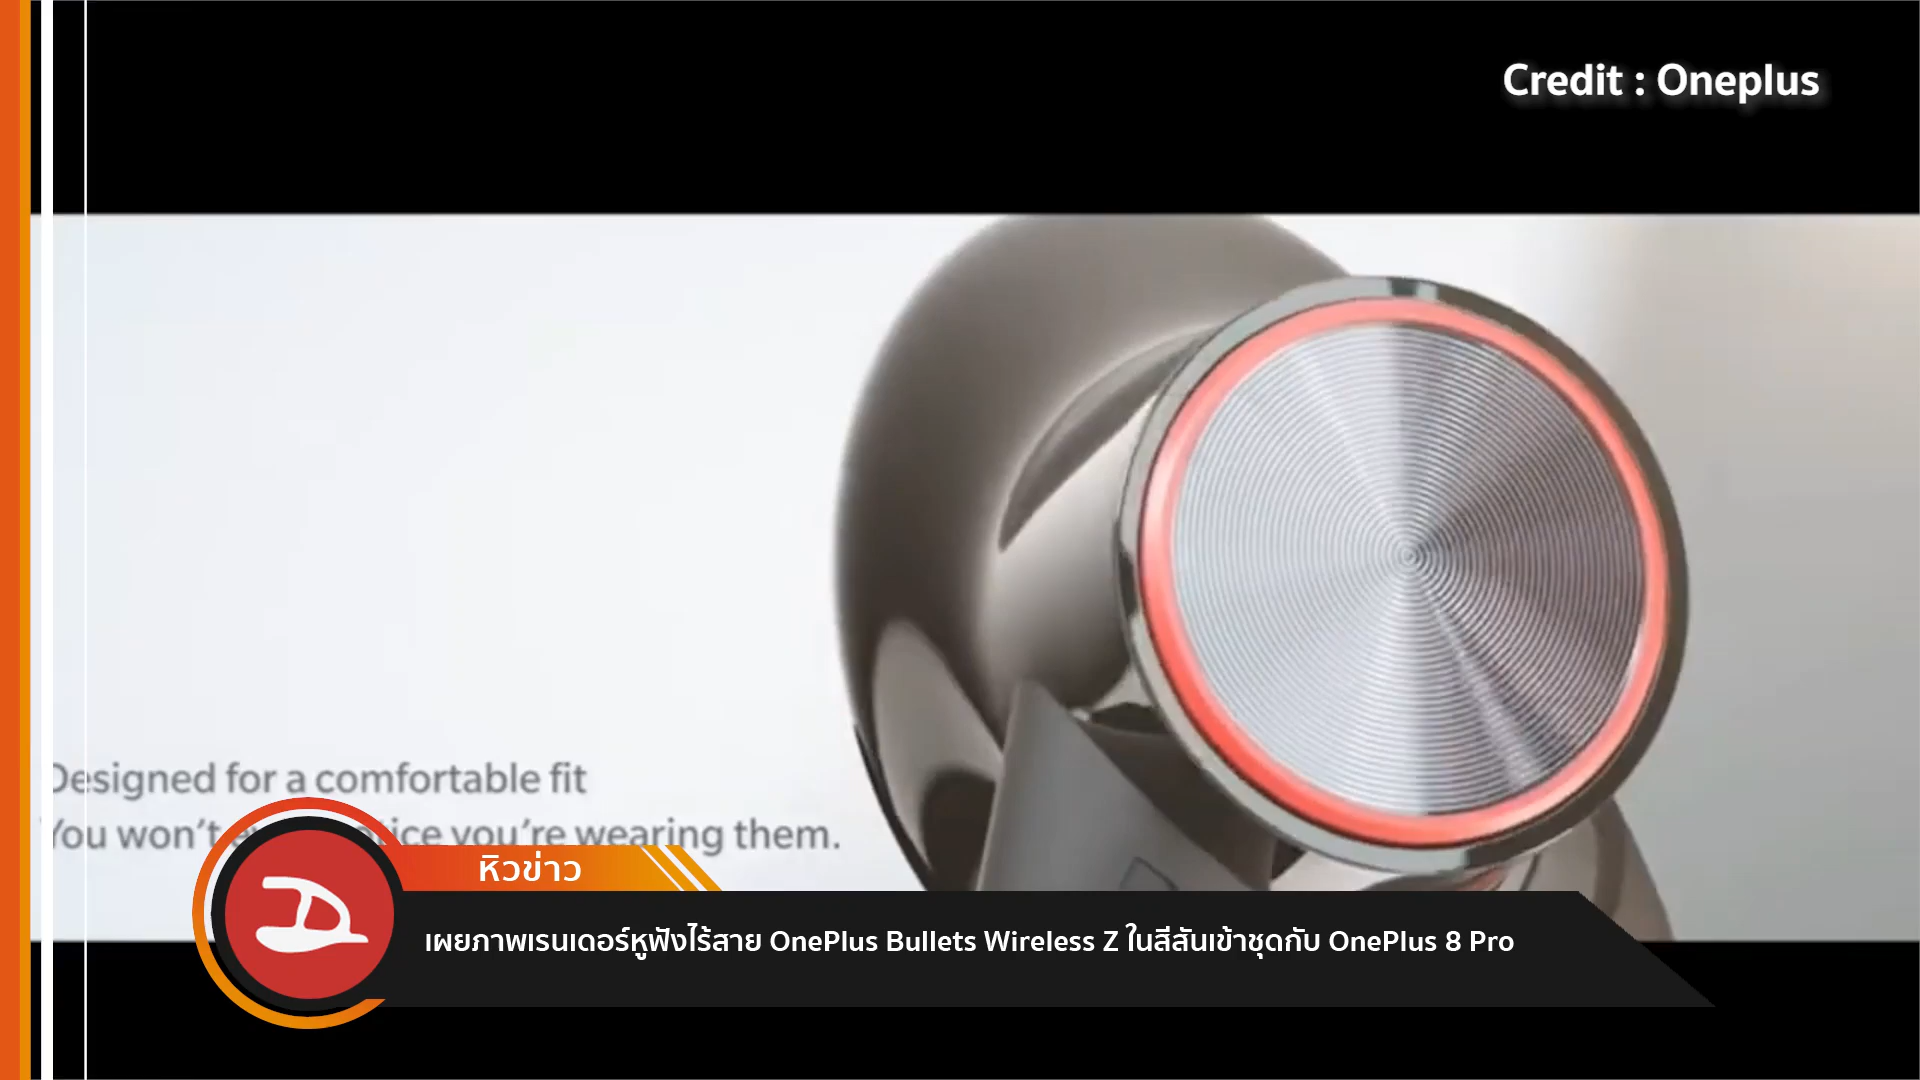 Credit : Oneplus
Designed for a comfortable fit
You won't notice you're wearing them.
หิวข่าว
เผยภาพเรนเดอร์หูฟังไร้สาย OnePlus Bullets Wireless Z ในสีสันเข้าชุดกับ OnePlus 8 Pro